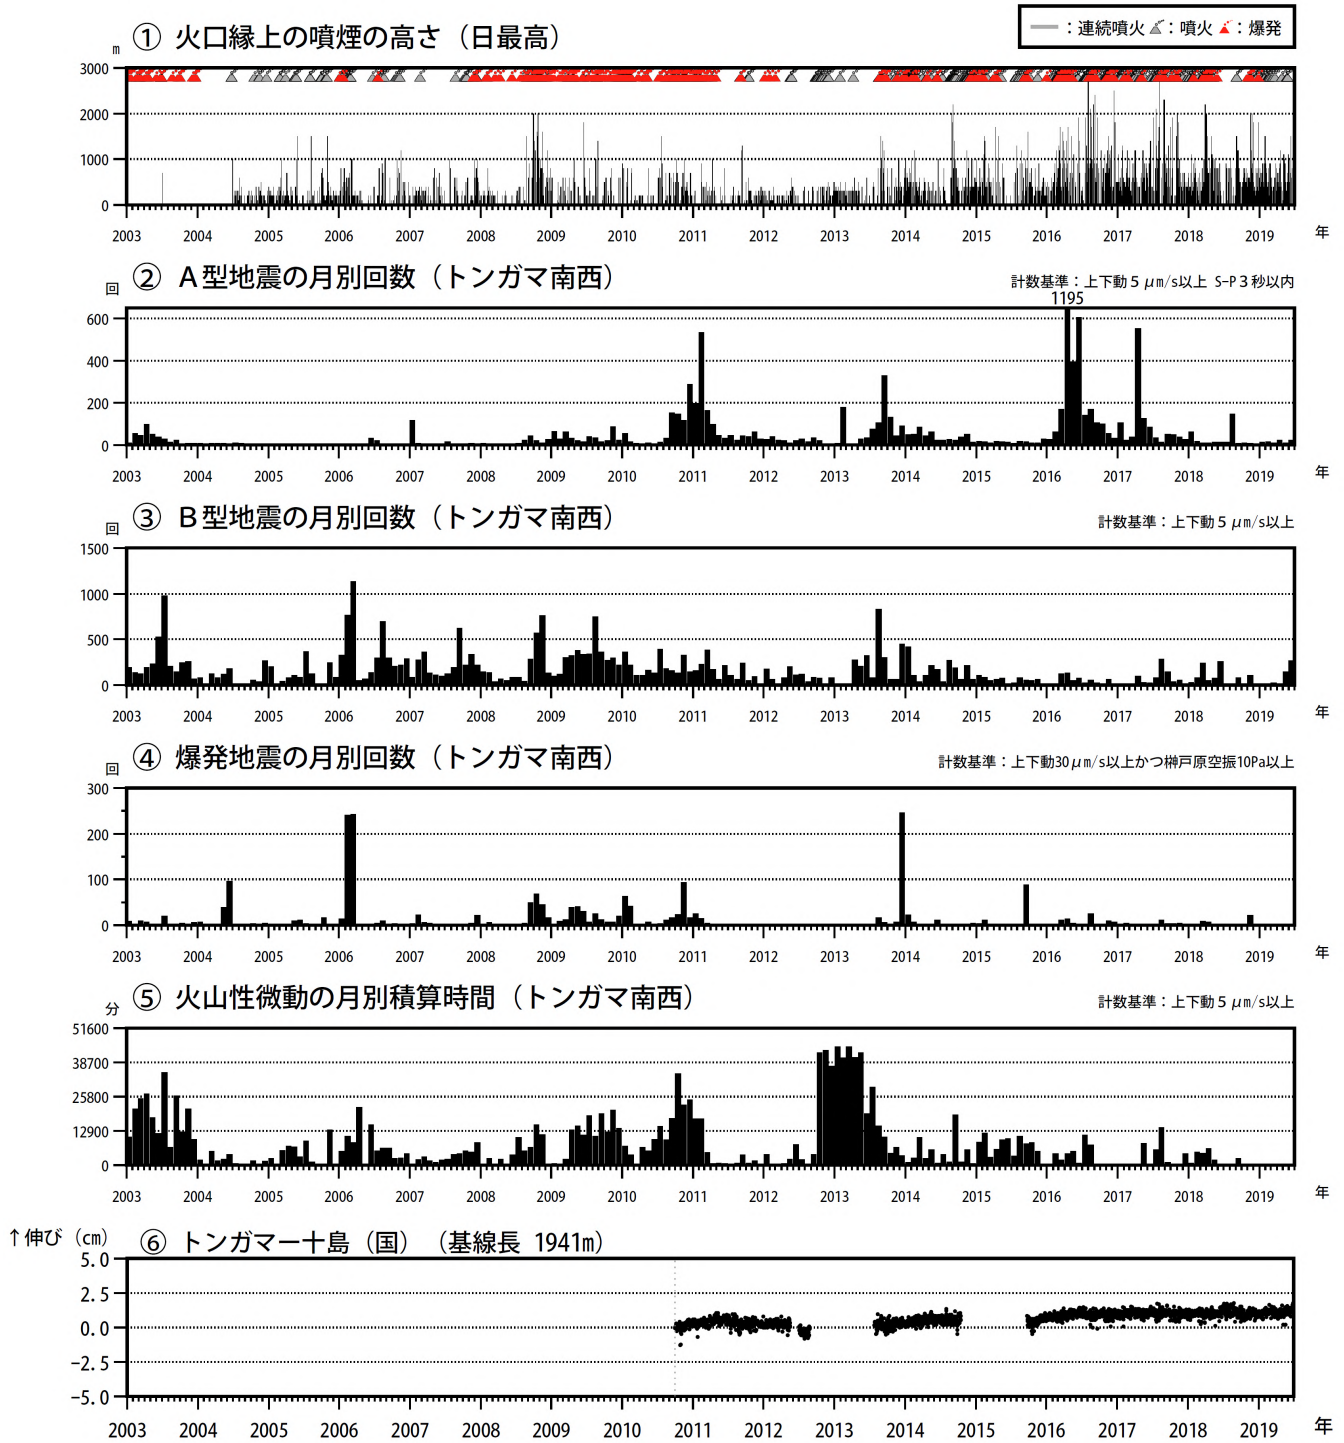 ― ：連続噴火 ：噴火 ：爆発
① 火口縁上の噴煙の高さ（日最高）
m
3000
2000
1000
0
2003 2004 2005 2006 2007 2008 2009 2010 2011 2012 2013 2014 2015 2016 2017 2018 2019 年
② Ａ型地震の月別回数（トンガマ南西）
計数基準：上下動５μm/s以上 S-P３秒以内
回
1195
600
400
200
0
2003 2004 2005 2006 2007 2008 2009 2010 2011 2012 2013 2014 2015 2016 2017 2018 2019 年
③ Ｂ型地震の月別回数（トンガマ南西）
計数基準：上下動５μm/s以上
回
1500
1000
500
0
2003 2004 2005 2006 2007 2008 2009 2010 2011 2012 2013 2014 2015 2016 2017 2018 2019 年
④ 爆発地震の月別回数（トンガマ南西）
計数基準：上下動30μm/s以上かつ榊戸原空振10Pa以上
回
300
200
100
0
2003 2004 2005 2006 2007 2008 2009 2010 2011 2012 2013 2014 2015 2016 2017 2018 2019 年
⑤ 火山性微動の月別積算時間（トンガマ南西）
計数基準：上下動５μm/s以上
分
51600
38700
25800
12900
0
2003 2004 2005 2006 2007 2008 2009 2010 2011 2012 2013 2014 2015 2016 2017 2018 2019 年
↑伸び（cm） ⑥ トンガマー十島（国）（基線長 1941m）
5.0
2.5
0.0
−2.5
−5.0
2003 2004 2005 2006 2007 2008 2009 2010 2011 2012 2013 2014 2015 2016 2017 2018 2019 年